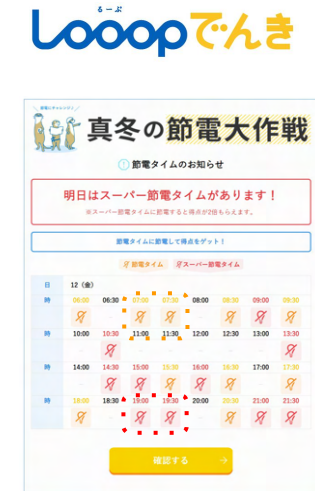 るーぷ
Looopでんき
節電にチャレンジ！
真冬の節電大作戦
節電タイムのお知らせ
明日はスーパー節電タイムがあります！
※スーパー節電タイムに節電すると得点が2倍もらえます。
節電タイムに節電して得点をゲット！
節電タイム スーパー節電タイム
日 12（金）
時 06:00 06:30 07:00 07:30 08:00 08:30 09:00 09:30
時 10:00 10:30 11:00 11:30 12:00 12:30 13:00 13:30
時 14:00 14:30 15:00 15:30 16:00 16:30 17:00 17:30
時 18:00 18:30 19:00 19:30 20:00 20:30 21:00 21:30
確認する